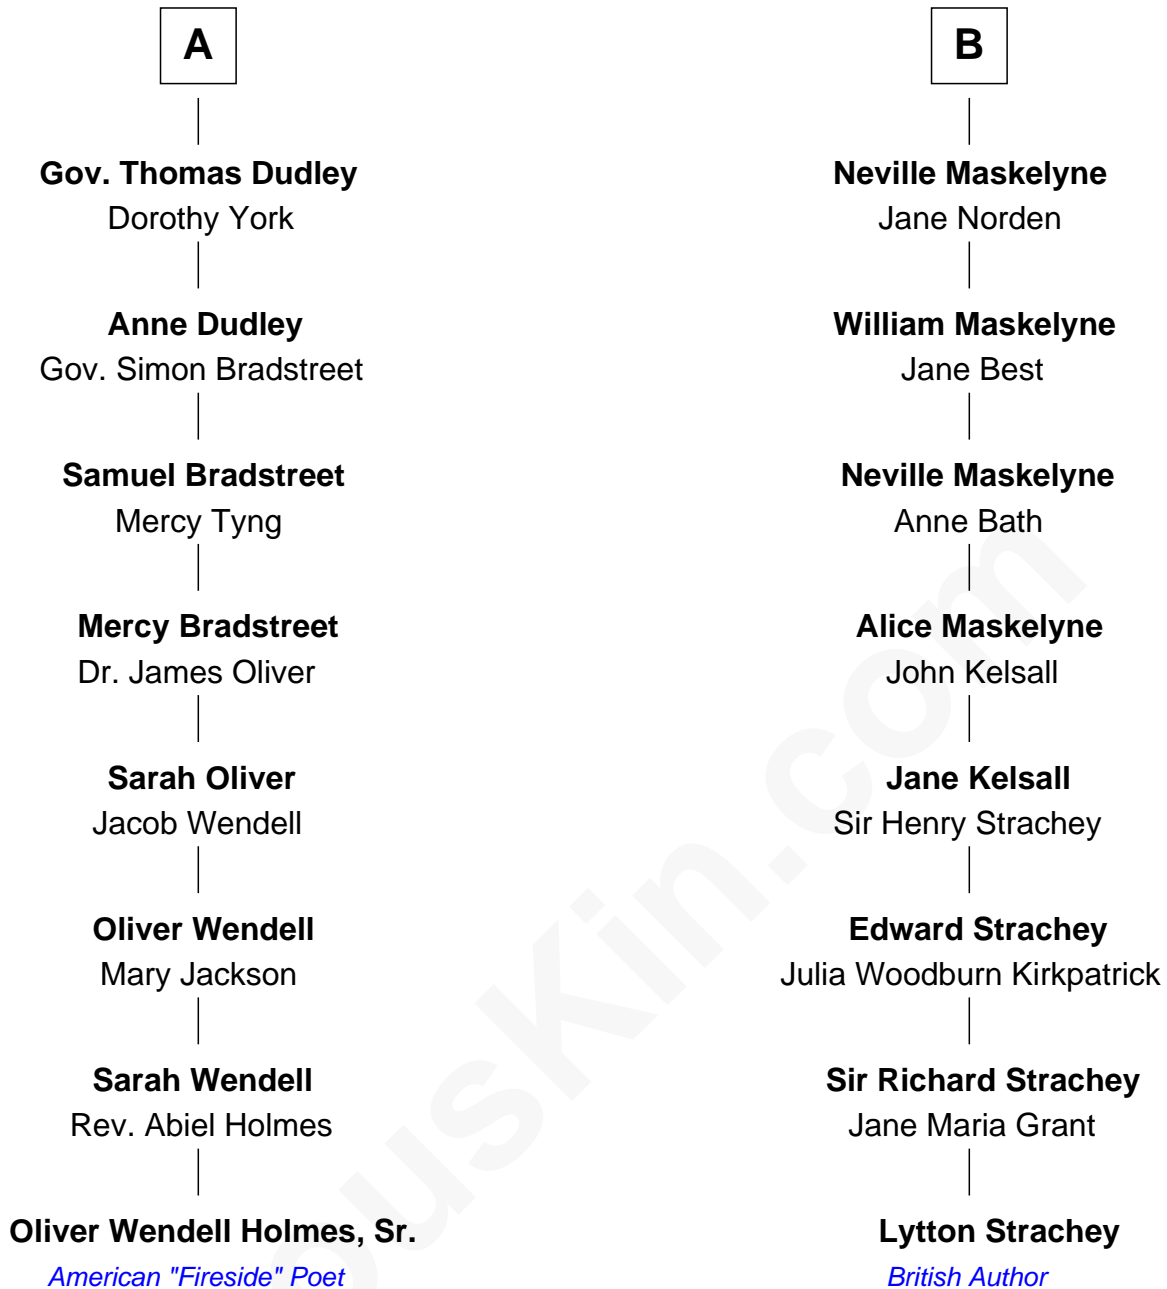 A
Gov. Thomas Dudley
Dorothy York
Anne Dudley
Gov. Simon Bradstreet
Samuel Bradstreet
Mercy Tyng
Mercy Bradstreet
Dr. James Oliver
Sarah Oliver
Jacob Wendell
Oliver Wendell
Mary Jackson
Sarah Wendell
Rev. Abiel Holmes
Oliver Wendell Holmes, Sr.
American "Fireside" Poet
B
Neville Maskelyne
Jane Norden
William Maskelyne
Jane Best
Neville Maskelyne
Anne Bath
Alice Maskelyne
John Kelsall
Jane Kelsall
Sir Henry Strachey
Edward Strachey
Julia Woodburn Kirkpatrick
Sir Richard Strachey
Jane Maria Grant
Lytton Strachey
British Author
ousKin.com